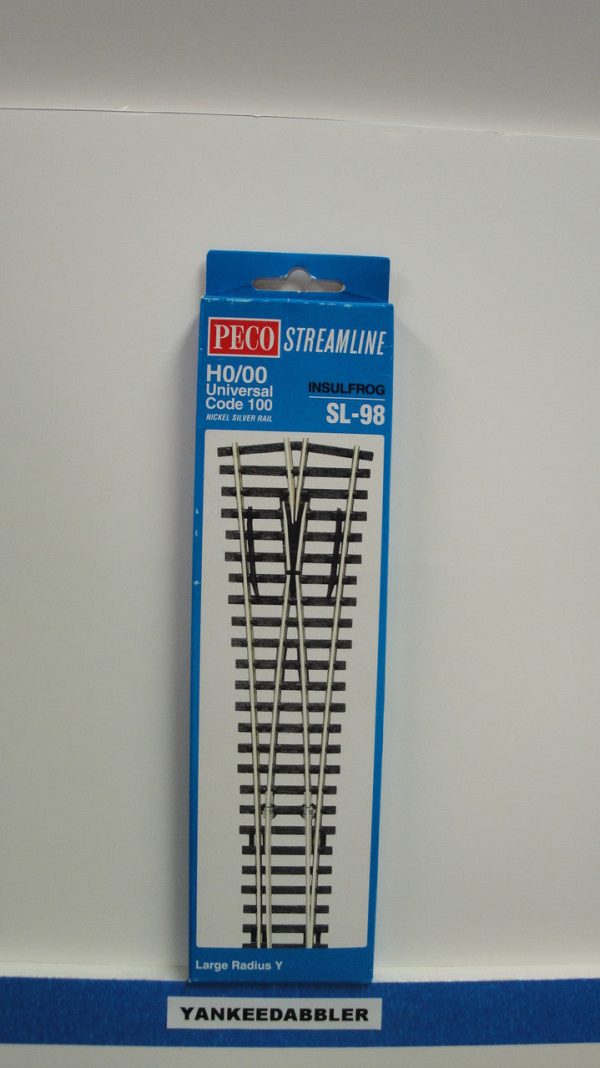 PECO STREAMLINE
H0/00
Universal
Code 100
NICKEL SILVER RAIL
INSULFROG
SL-98
Large Radius Y
YANKEEDABBLER